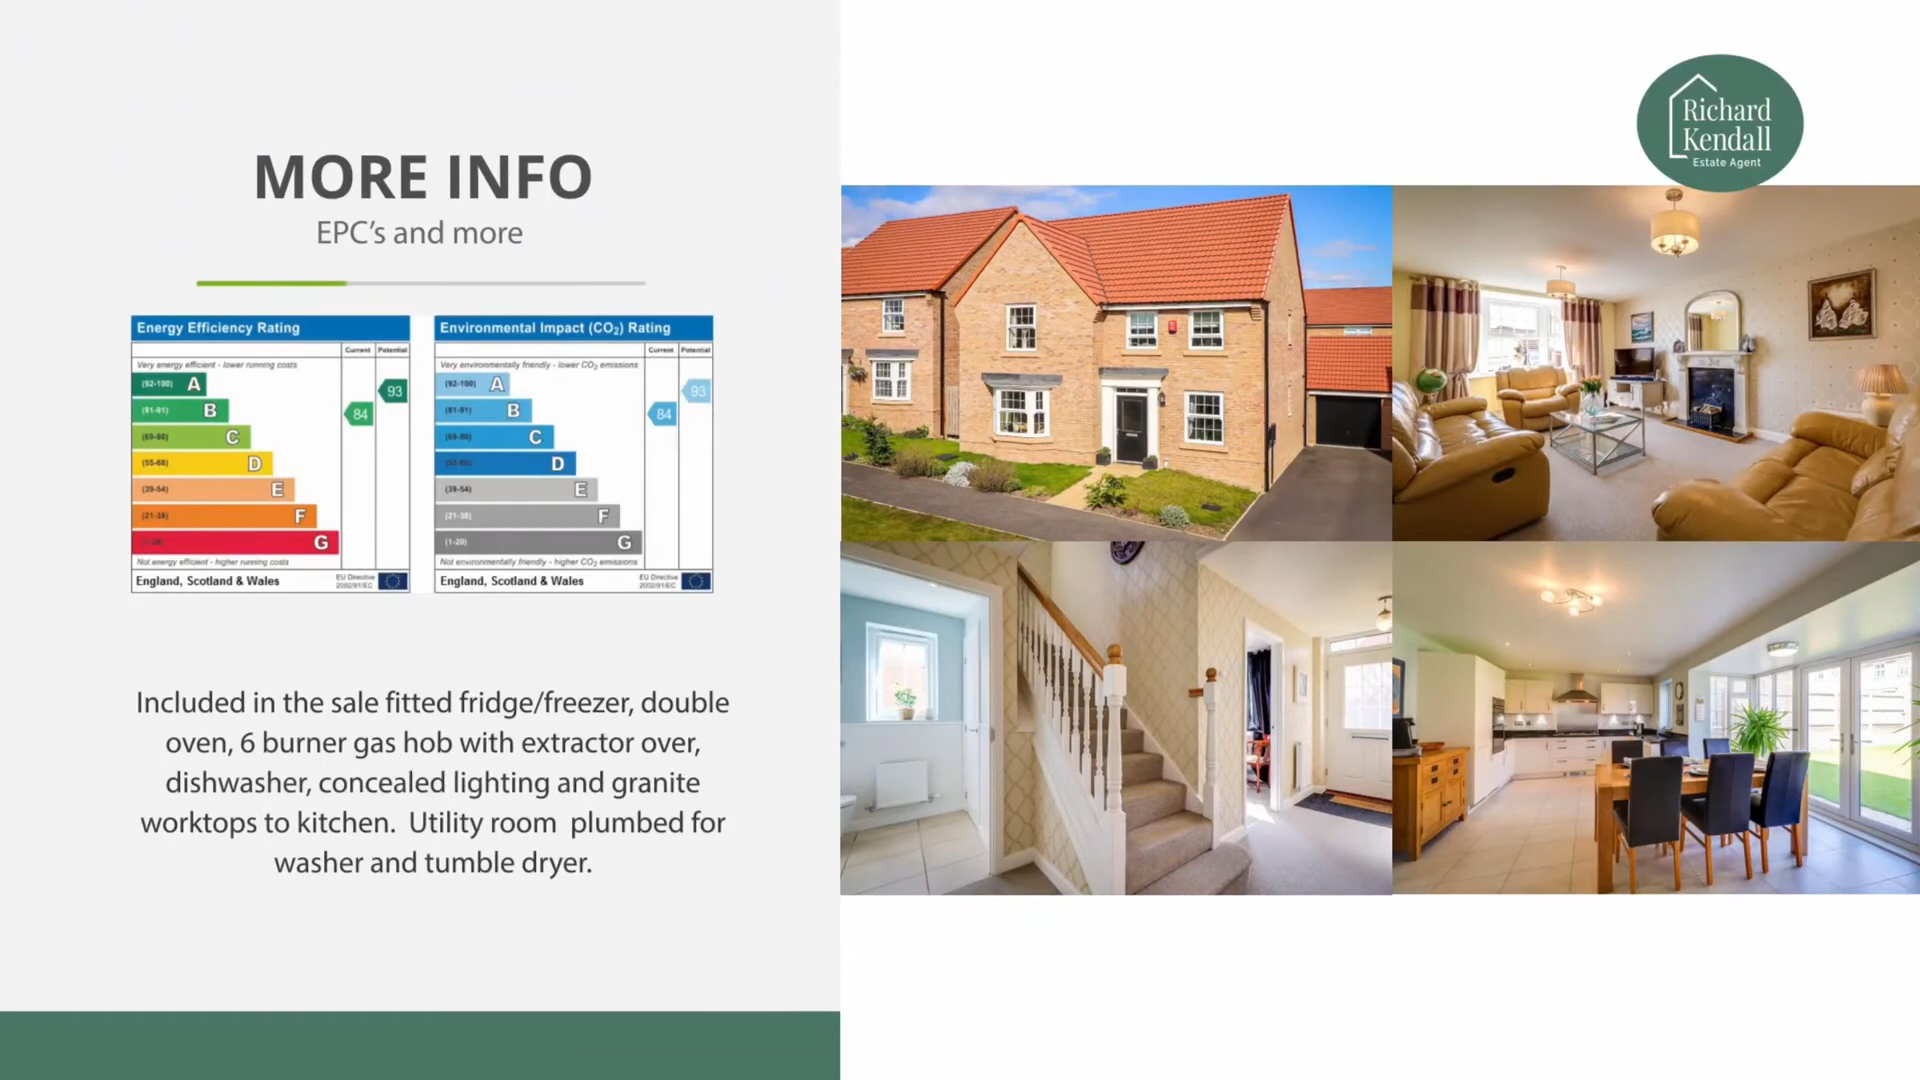 Richard
Kendall
Estate Agent
MORE INFO
EPC's and more
Energy Efficiency Rating
Current Potential
Very energy efficient - lower running costs
(92-100) A
93
(81-91) B
84
(69-80) C
(55-68) D
(39-54) E
(21-38) F
G
Not energy efficient - higher running costs
England, Scotland & Wales
EU Directive
2002/91/EC
Environmental Impact (CO₂) Rating
Current Potential
Very environmentally friendly - lower CO₂ emissions
(92-100) A
93
(81-91) B
84
(69-80) C
D
(39-54) E
(21-38) F
(1-20) G
Not environmentally friendly - higher CO₂ emissions
England, Scotland & Wales
EU Directive
2002/91/EC
Included in the sale fitted fridge/freezer, double
oven, 6 burner gas hob with extractor over,
dishwasher, concealed lighting and granite
worktops to kitchen.  Utility room  plumbed for
washer and tumble dryer.